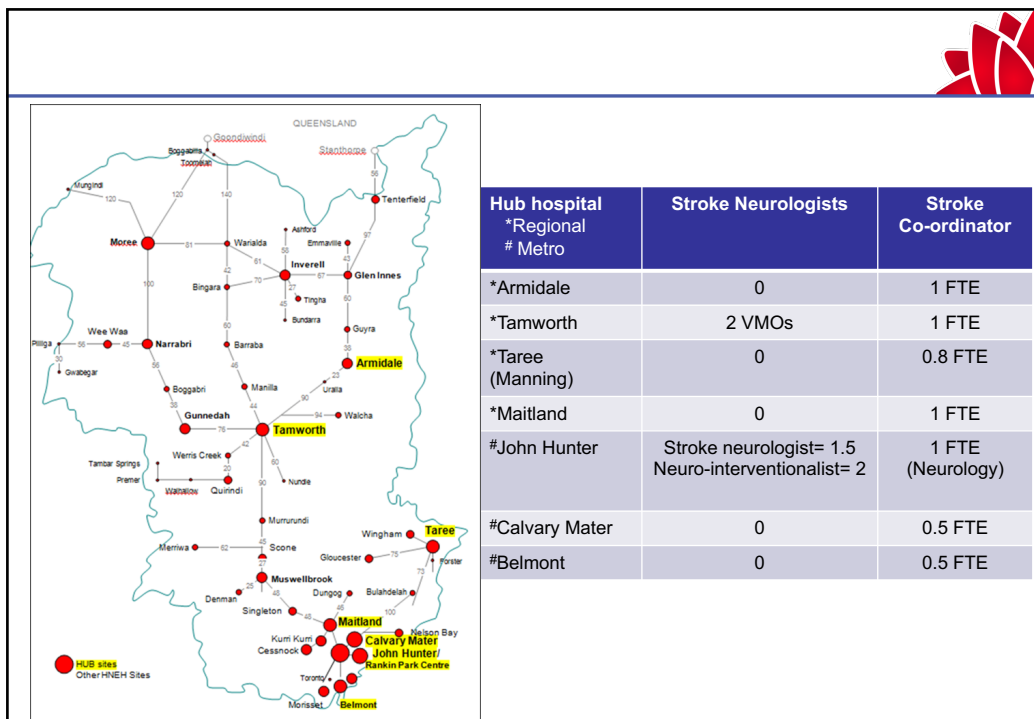 QUEENSLAND
Goondiwindi
Boggabilla
Toomelah
Stanthorpe
56
Mungindi
120
120
140
Tenterfield
97
Ashford
Emmaville
Moree
81
Warialda
58
43
61
Inverell
67
Glen Innes
42
70
27
Bingara
Tingha
45
60
100
Bundarra
Wee Waa
60
Guyra
Pilliga
56
45
Narrabri
Barraba
38
30
Armidale
Gwabegar
56
46
23
Uralla
Boggabri
Manilla
90
38
44
94
Walcha
Gunnedah
76
Tamworth
42
Werris Creek
60
Tambar Springs
20
90
Premer
Wallhallow
Quirindi
Nundle
Murrurundi
Taree
Wingham
45
Merriwa
62
Scone
Gloucester
75
27
Forster
Muswellbrook
73
25
Dungog
Bulahdelah
Denman
48
46
Singleton
100
48
Maitland
Nelson Bay
Kurri Kurri
Calvary Mater
Cessnock
John Hunter/
Rankin Park Centre
HUB sites
Toronto
Other HNEH Sites
Morisset
Belmont
Hub hospital Stroke Neurologists Stroke
*Regional Co-ordinator
# Metro
*Armidale 0 1 FTE
*Tamworth 2 VMOs 1 FTE
*Taree 0 0.8 FTE
(Manning)
*Maitland 0 1 FTE
#John Hunter Stroke neurologist= 1.5 1 FTE
Neuro-interventionalist= 2 (Neurology)
#Calvary Mater 0 0.5 FTE
#Belmont 0 0.5 FTE